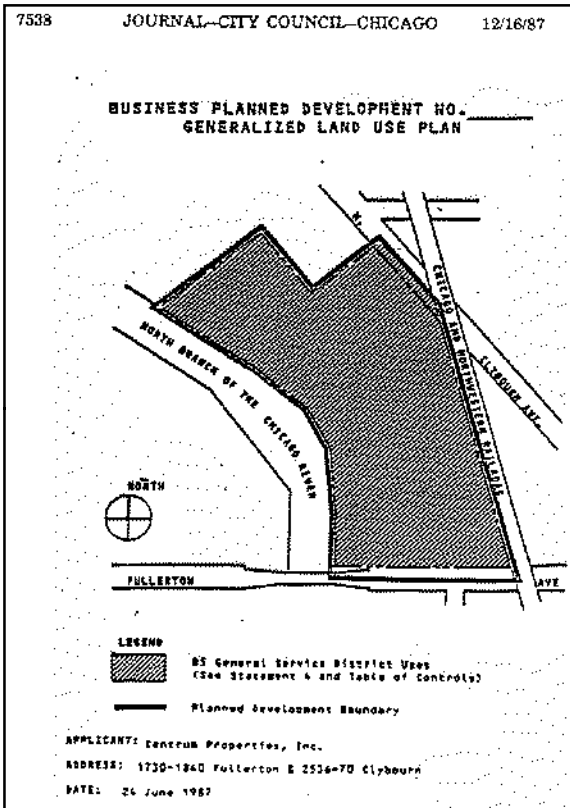 7538 JOURNAL--CITY COUNCIL--CHICAGO 12/16/87
BUSINESS PLANNED DEVELOPMENT NO.
GENERALIZED LAND USE PLAN
N.
CHICAGO AND NORTHWESTERN RAILROAD
CLYBOURN AVE.
NORTH BRANCH OF THE CHICAGO RIVER
NORTH
FULLERTON AVE
LEGEND
B5 General Service District Uses
(See Statement 6 and Table of Controls)
Planned Development Boundary
APPLICANT: Centrum Properties, Inc.
ADDRESS: 1730-1840 Fullerton & 2536-70 Clybourn
DATE: 26 June 1987